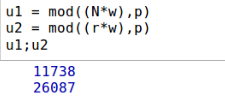 u1 = mod((N*w),p)
u2 = mod((r*w),p)
u1;u2
11738
26087